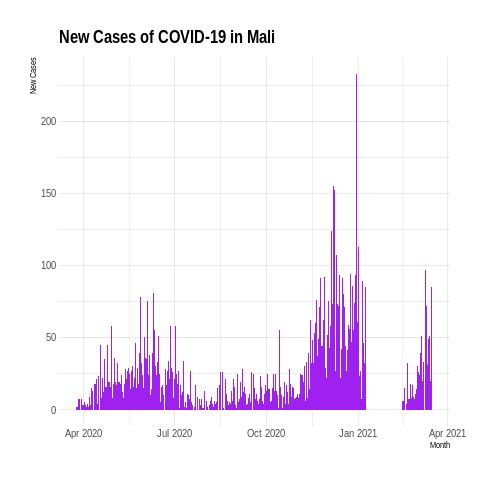 New Cases of COVID-19 in Mali
New Cases
200
150
100
50
0
Apr 2020
Jul 2020
Oct 2020
Jan 2021
Apr 2021
Month